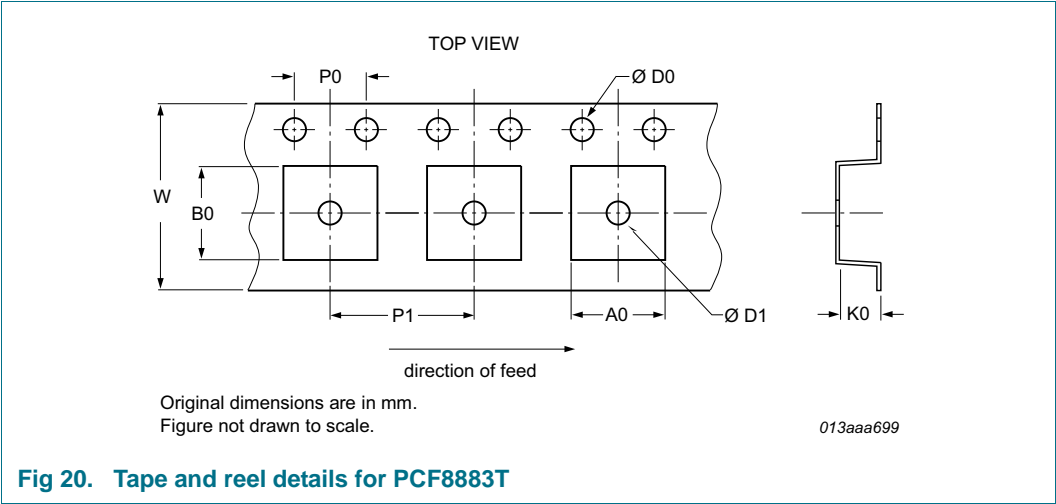 TOP VIEW
P0
Ø D0
W
B0
P1
A0
Ø D1
K0
direction of feed
Original dimensions are in mm.
Figure not drawn to scale.
013aaa699
Fig 20. Tape and reel details for PCF8883T